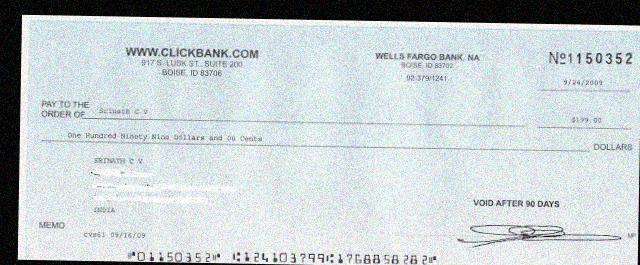 WWW.CLICKBANK.COM
917 S. LUSK ST., SUITE 200
BOISE, ID 83706
WELLS FARGO BANK, NA
BOISE, ID 83702
92-379/1241
№1150352
9/24/2009
PAY TO THE
ORDER OF Srinath C V
$199.00
One Hundred Ninety Nine Dollars and 00 Cents
DOLLARS
SRINATH C V
INDIA
VOID AFTER 90 DAYS
MEMO cvs61 09/16/09
MP
⑈01150352⑈ ⑆124103799⑆1768858282⑈